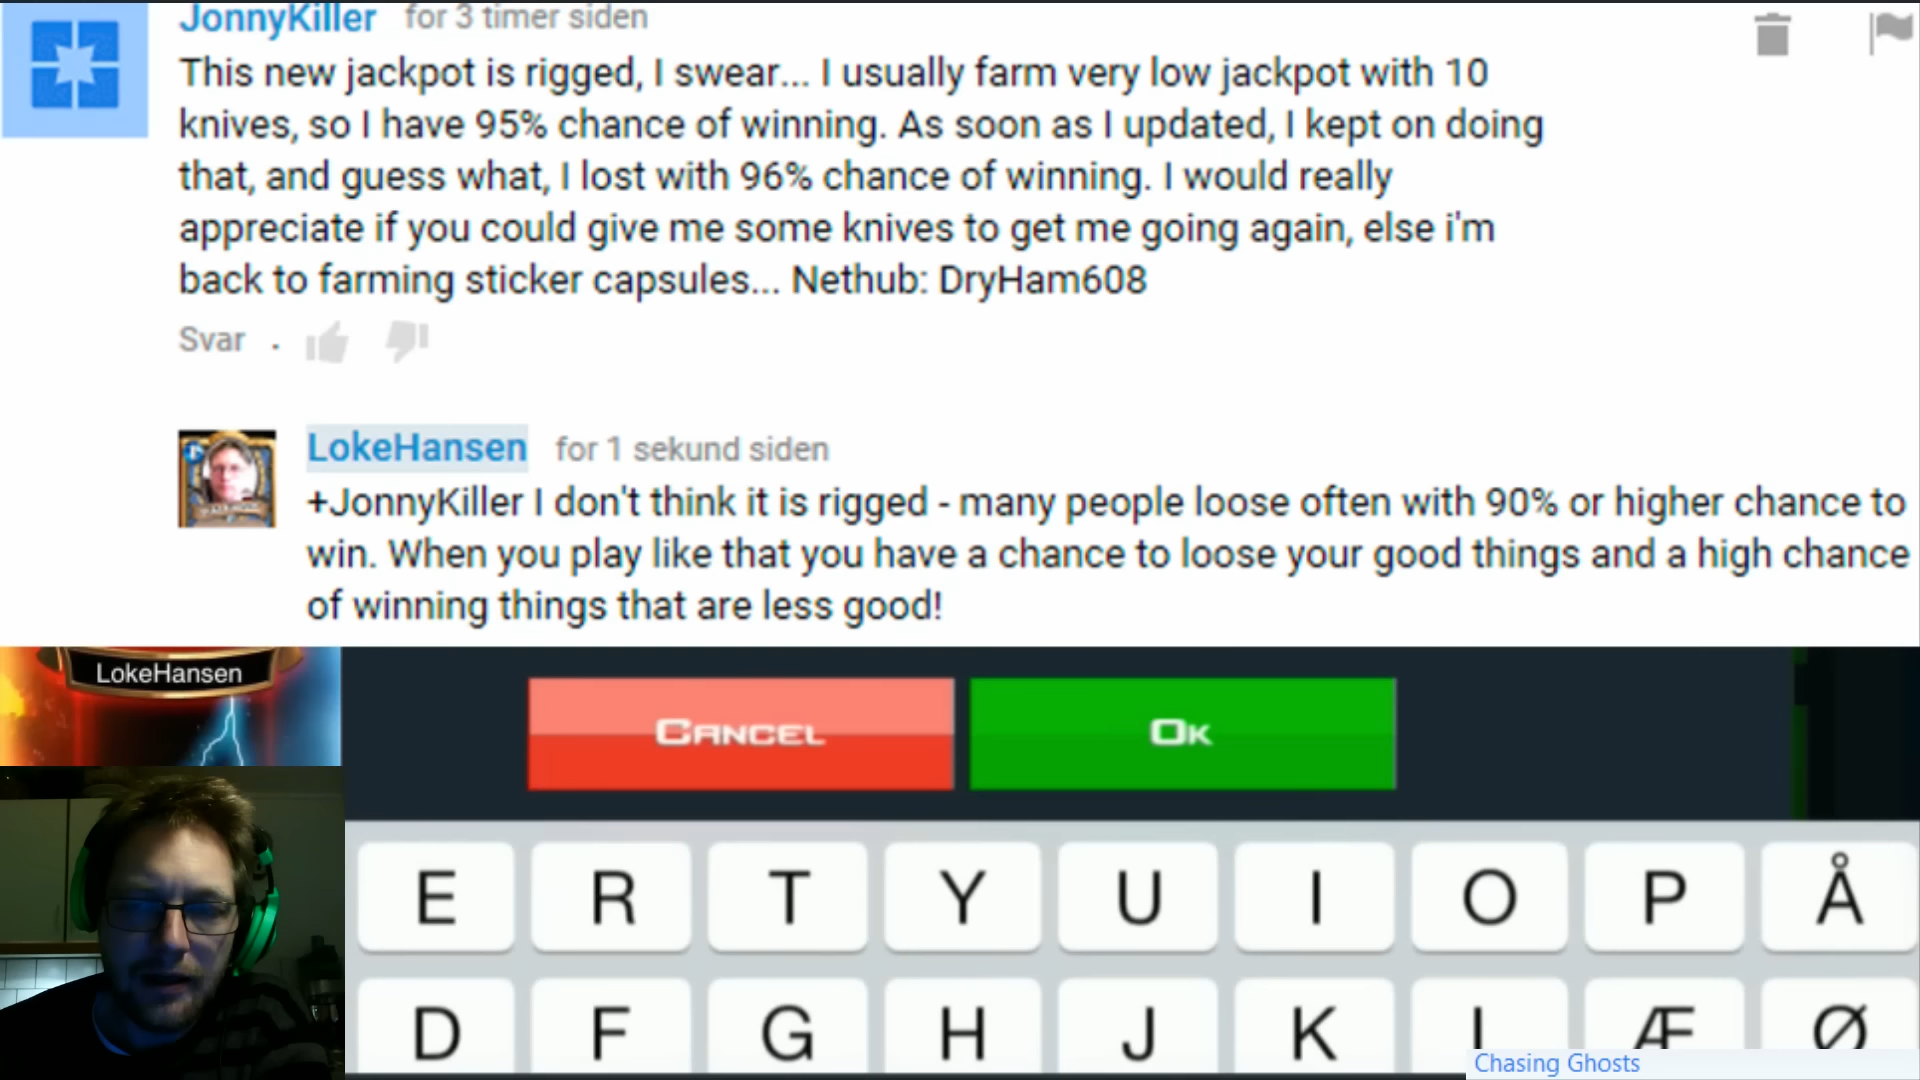 JonnyKiller for 3 timer siden
This new jackpot is rigged, I swear... I usually farm very low jackpot with 10
knives, so I have 95% chance of winning. As soon as I updated, I kept on doing
that, and guess what, I lost with 96% chance of winning. I would really
appreciate if you could give me some knives to get me going again, else i'm
back to farming sticker capsules... Nethub: DryHam608
Svar .
LokeHansen for 1 sekund siden
+JonnyKiller I don't think it is rigged - many people loose often with 90% or higher chance to
win. When you play like that you have a chance to loose your good things and a high chance
of winning things that are less good!
LokeHansen
Cancel Ok
E R T Y U I O P Å
D F G H J K L Æ Ø
Chasing Ghosts